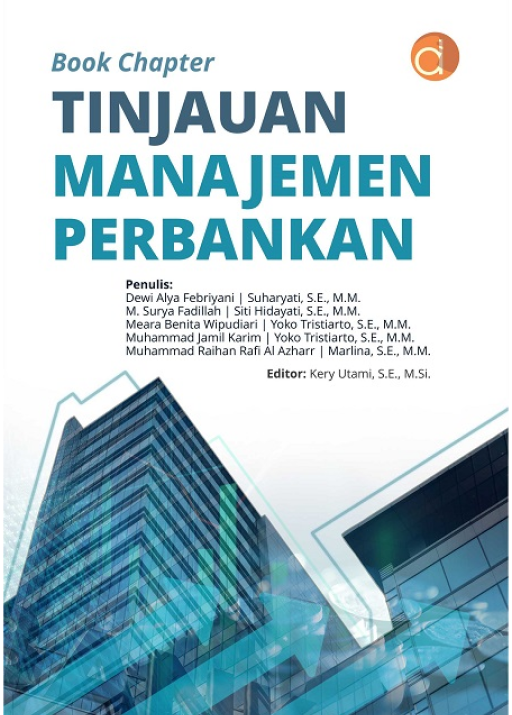 Book Chapter
TINJAUAN
MANAJEMEN
PERBANKAN
Penulis:
Dewi Alya Febriyani | Suharyati, S.E., M.M.
M. Surya Fadillah | Siti Hidayati, S.E., M.M.
Meara Benita Wipudiari | Yoko Tristiarto, S.E., M.M.
Muhammad Jamil Karim | Yoko Tristiarto, S.E., M.M.
Muhammad Raihan Rafi Al Azharr | Marlina, S.E., M.M.
Editor: Kery Utami, S.E., M.Si.